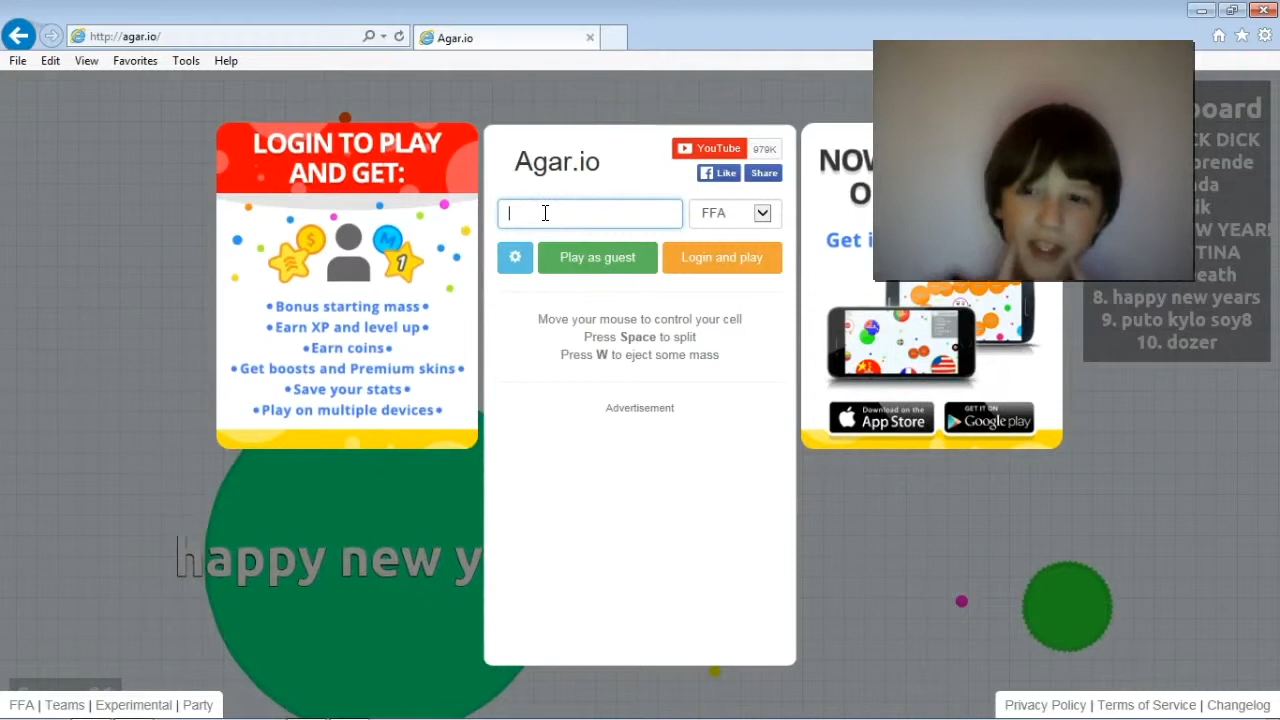 http://agar.io/
Agar.io
File Edit View Favorites Tools Help
LOGIN TO PLAY
AND GET:
•Bonus starting mass•
•Earn XP and level up•
•Earn coins•
•Get boosts and Premium skins•
•Save your stats•
•Play on multiple devices•
Agar.io
YouTube 979K
Like Share
FFA
Play as guest Login and play
Move your mouse to control your cell
Press Space to split
Press W to eject some mass
Advertisement
Download on the
App Store
GET IT ON
Google play
8. happy new years
9. puto kylo soy8
10. dozer
happy new y
FFA | Teams | Experimental | Party
Privacy Policy | Terms of Service | Changelog